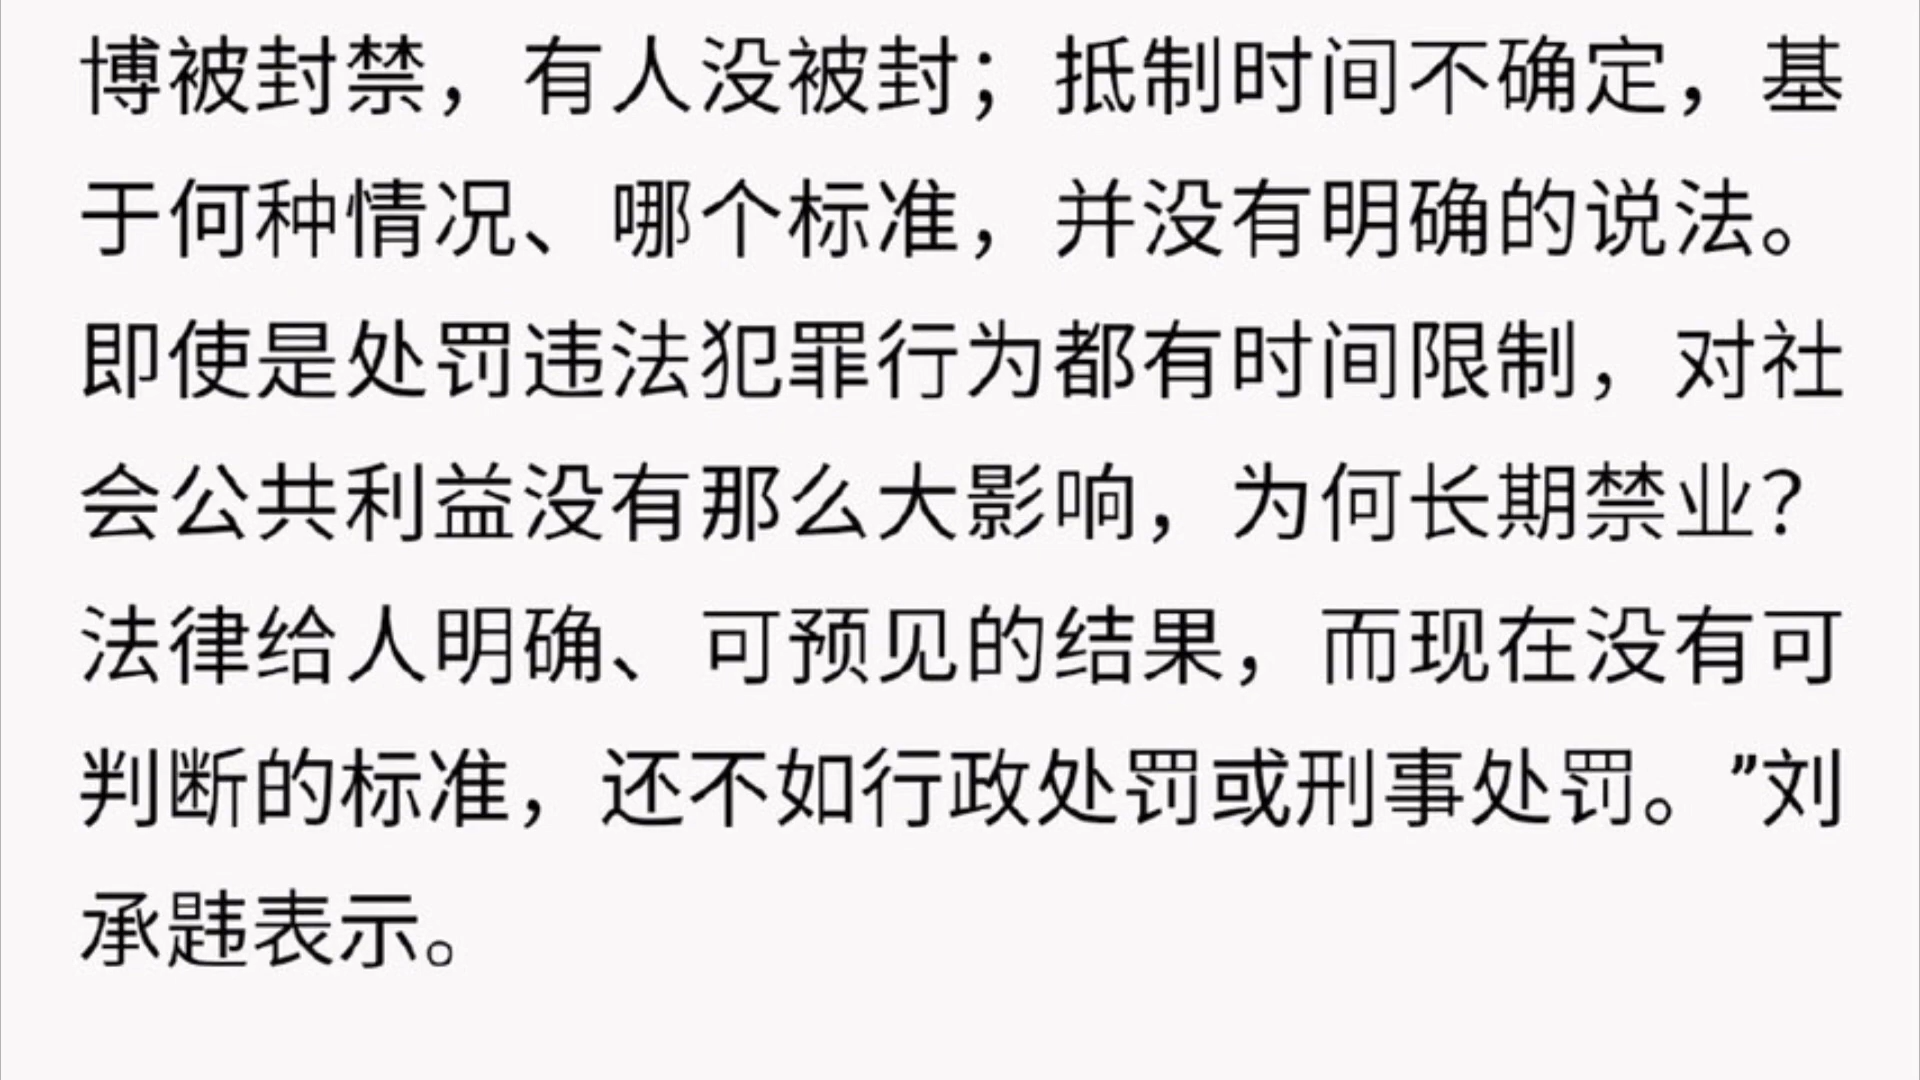 博被封禁，有人没被封；抵制时间不确定，基
于何种情况、哪个标准，并没有明确的说法。
即使是处罚违法犯罪行为都有时间限制，对社
会公共利益没有那么大影响，为何长期禁业？
法律给人明确、可预见的结果，而现在没有可
判断的标准，还不如行政处罚或刑事处罚。”刘
承韪表示。